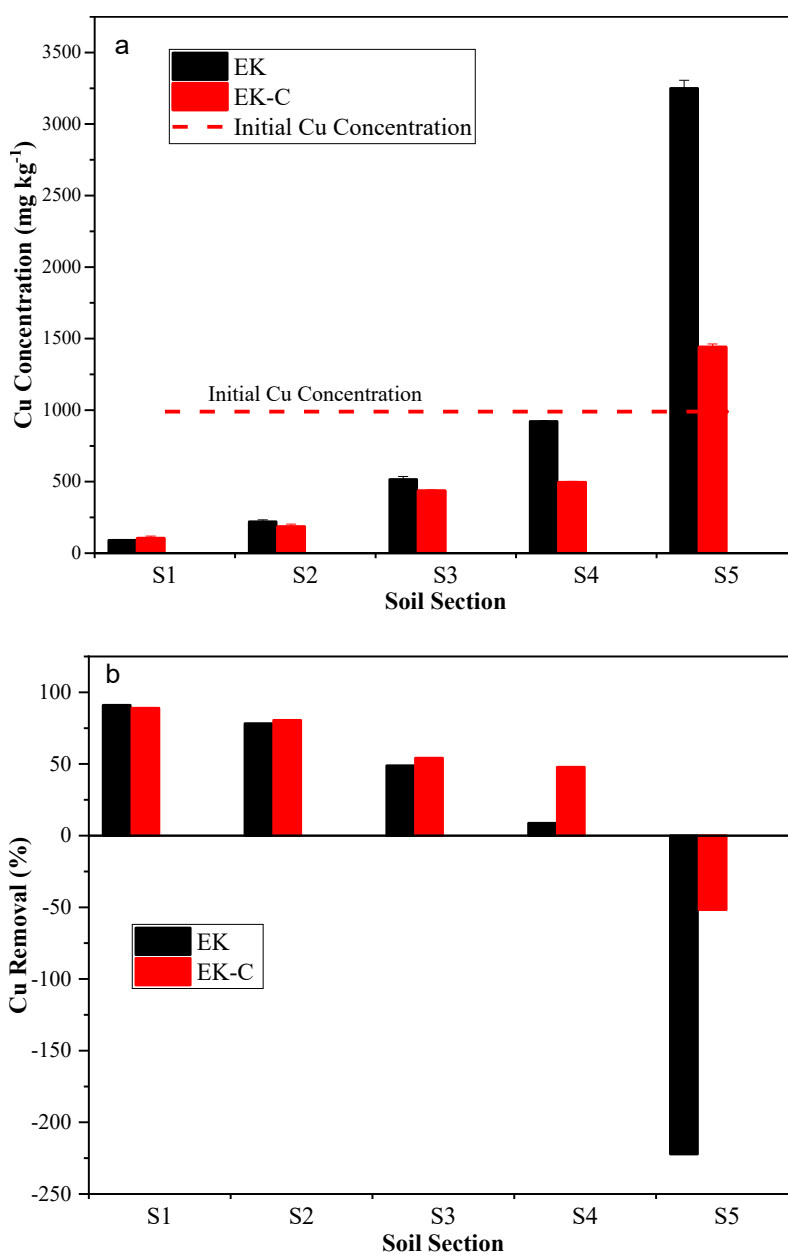 a
EK
EK-C
Initial Cu Concentration
3500
3000
2500
2000
1500
1000
500
0
Cu Concentration (mg kg⁻¹)
Initial Cu Concentration
S1 S2 S3 S4 S5
Soil Section
b
100
50
0
-50
-100
-150
-200
-250
Cu Removal (%)
EK
EK-C
S1 S2 S3 S4 S5
Soil Section